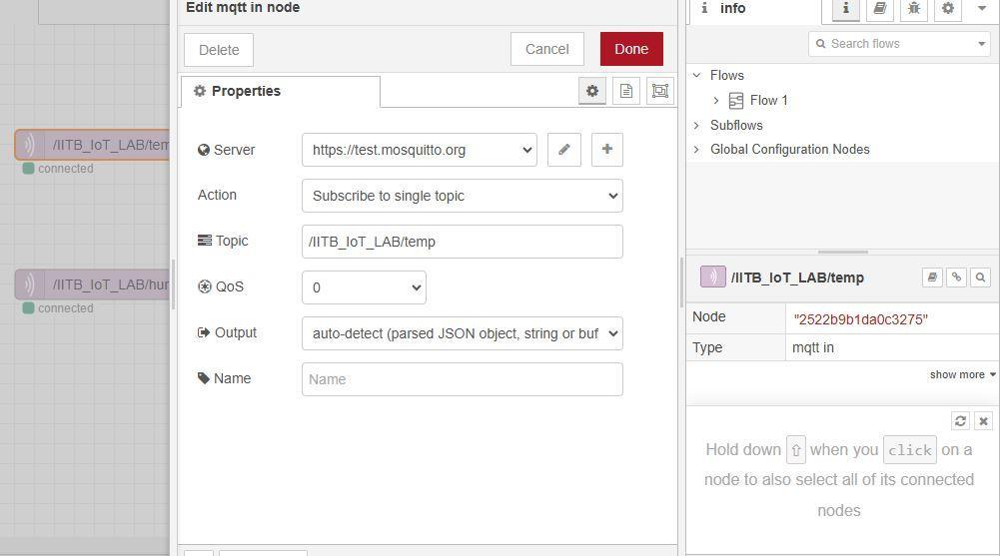 Edit mqtt in node
Delete
Cancel
Done
Properties
Server
https://test.mosquitto.org
Action
Subscribe to single topic
Topic
/IITB_IoT_LAB/temp
QoS
0
Output
auto-detect (parsed JSON object, string or buf
Name
Name
/IITB_IoT_LAB/tem
connected
/IITB_IoT_LAB/hur
connected
i info
i
Search flows
Flows
Flow 1
Subflows
Global Configuration Nodes
/IITB_IoT_LAB/temp
Node "2522b9b1da0c3275"
Type mqtt in
show more
Hold down ⇧ when you click on a
node to also select all of its connected
nodes